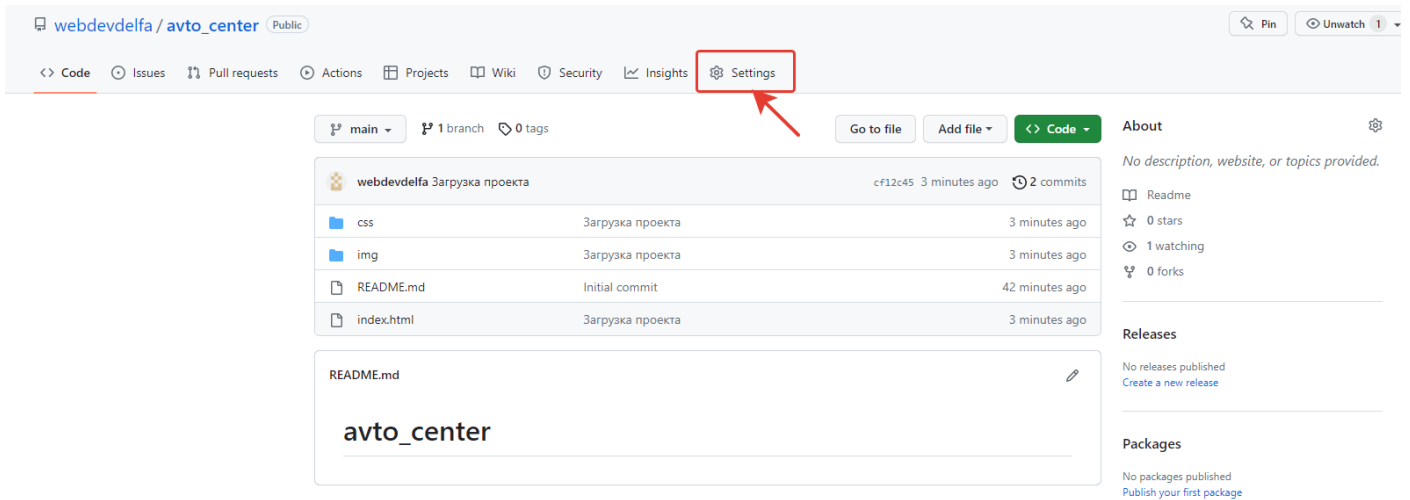 webdevdelfa / avto_center Public
Pin Unwatch 1
<> Code Issues Pull requests Actions Projects Wiki Security Insights Settings
main 1 branch 0 tags Go to file Add file <> Code
webdevdelfa Загрузка проекта cf12c45 3 minutes ago 2 commits
css Загрузка проекта 3 minutes ago
img Загрузка проекта 3 minutes ago
README.md Initial commit 42 minutes ago
index.html Загрузка проекта 3 minutes ago
README.md
avto_center
About
No description, website, or topics provided.
Readme
0 stars
1 watching
0 forks
Releases
No releases published
Create a new release
Packages
No packages published
Publish your first package